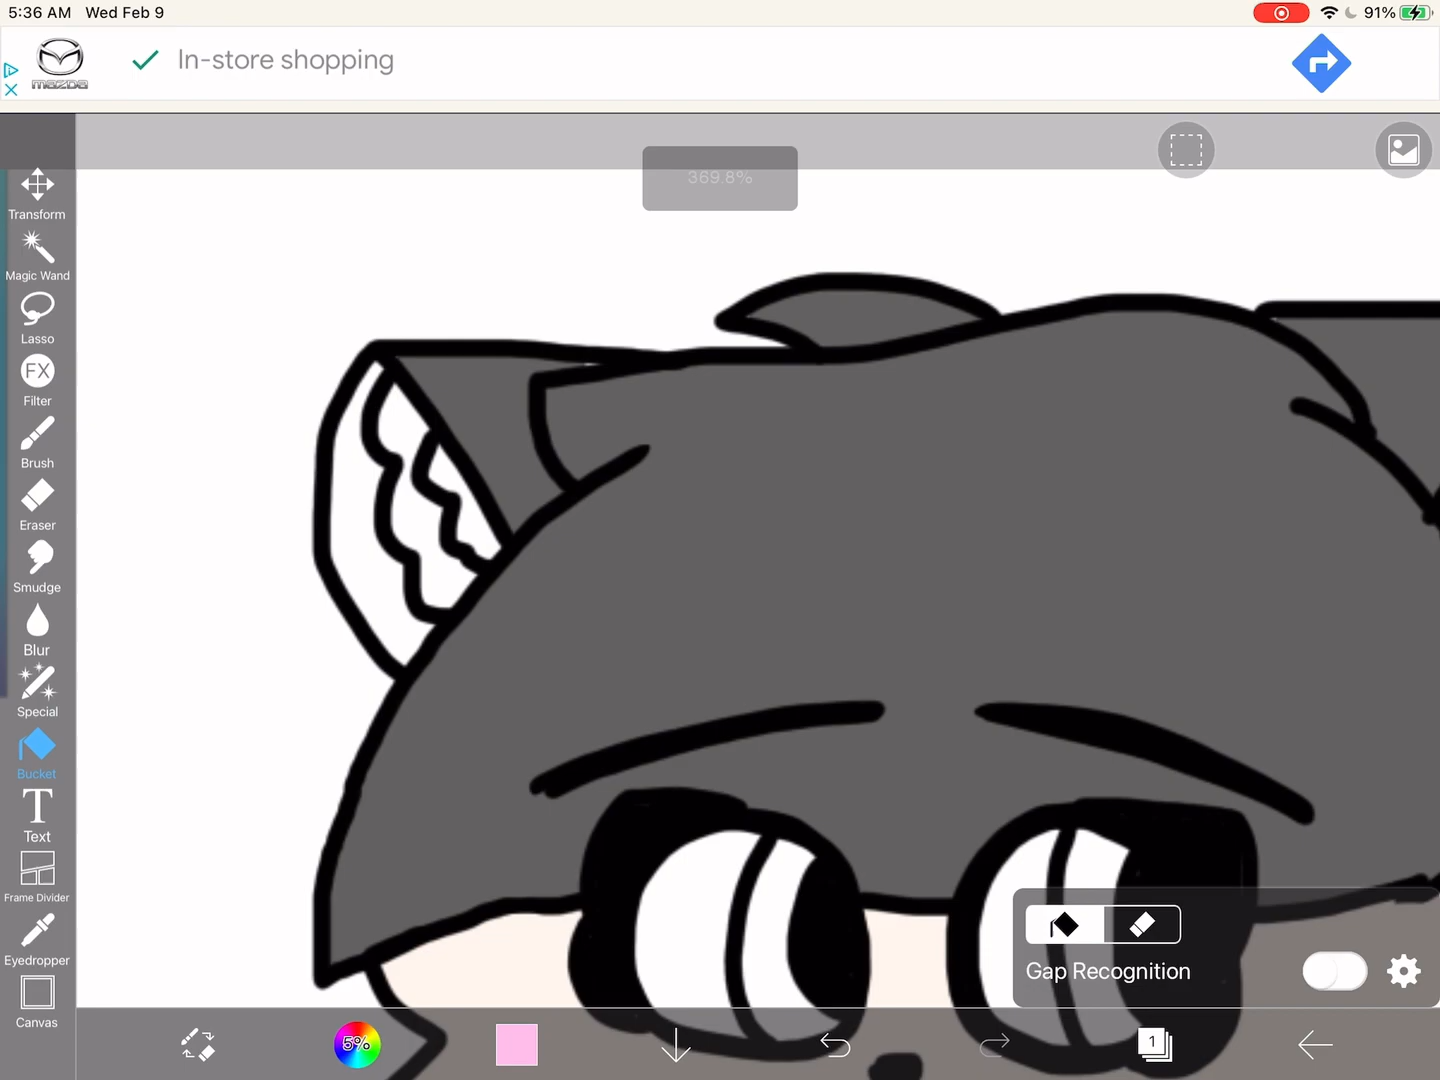 5:36 AM Wed Feb 9
91%
mazda
In-store shopping
369.8%
Transform
Magic Wand
Lasso
FX
Filter
Brush
Eraser
Smudge
Blur
Special
Bucket
T
Text
Frame Divider
Eyedropper
Canvas
Gap Recognition
5%
1